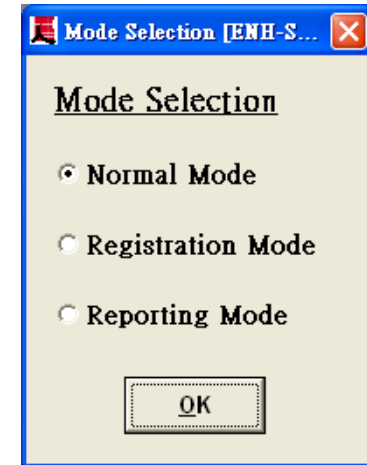 Mode Selection [ENH-S...
Mode Selection
Normal Mode
Registration Mode
Reporting Mode
OK